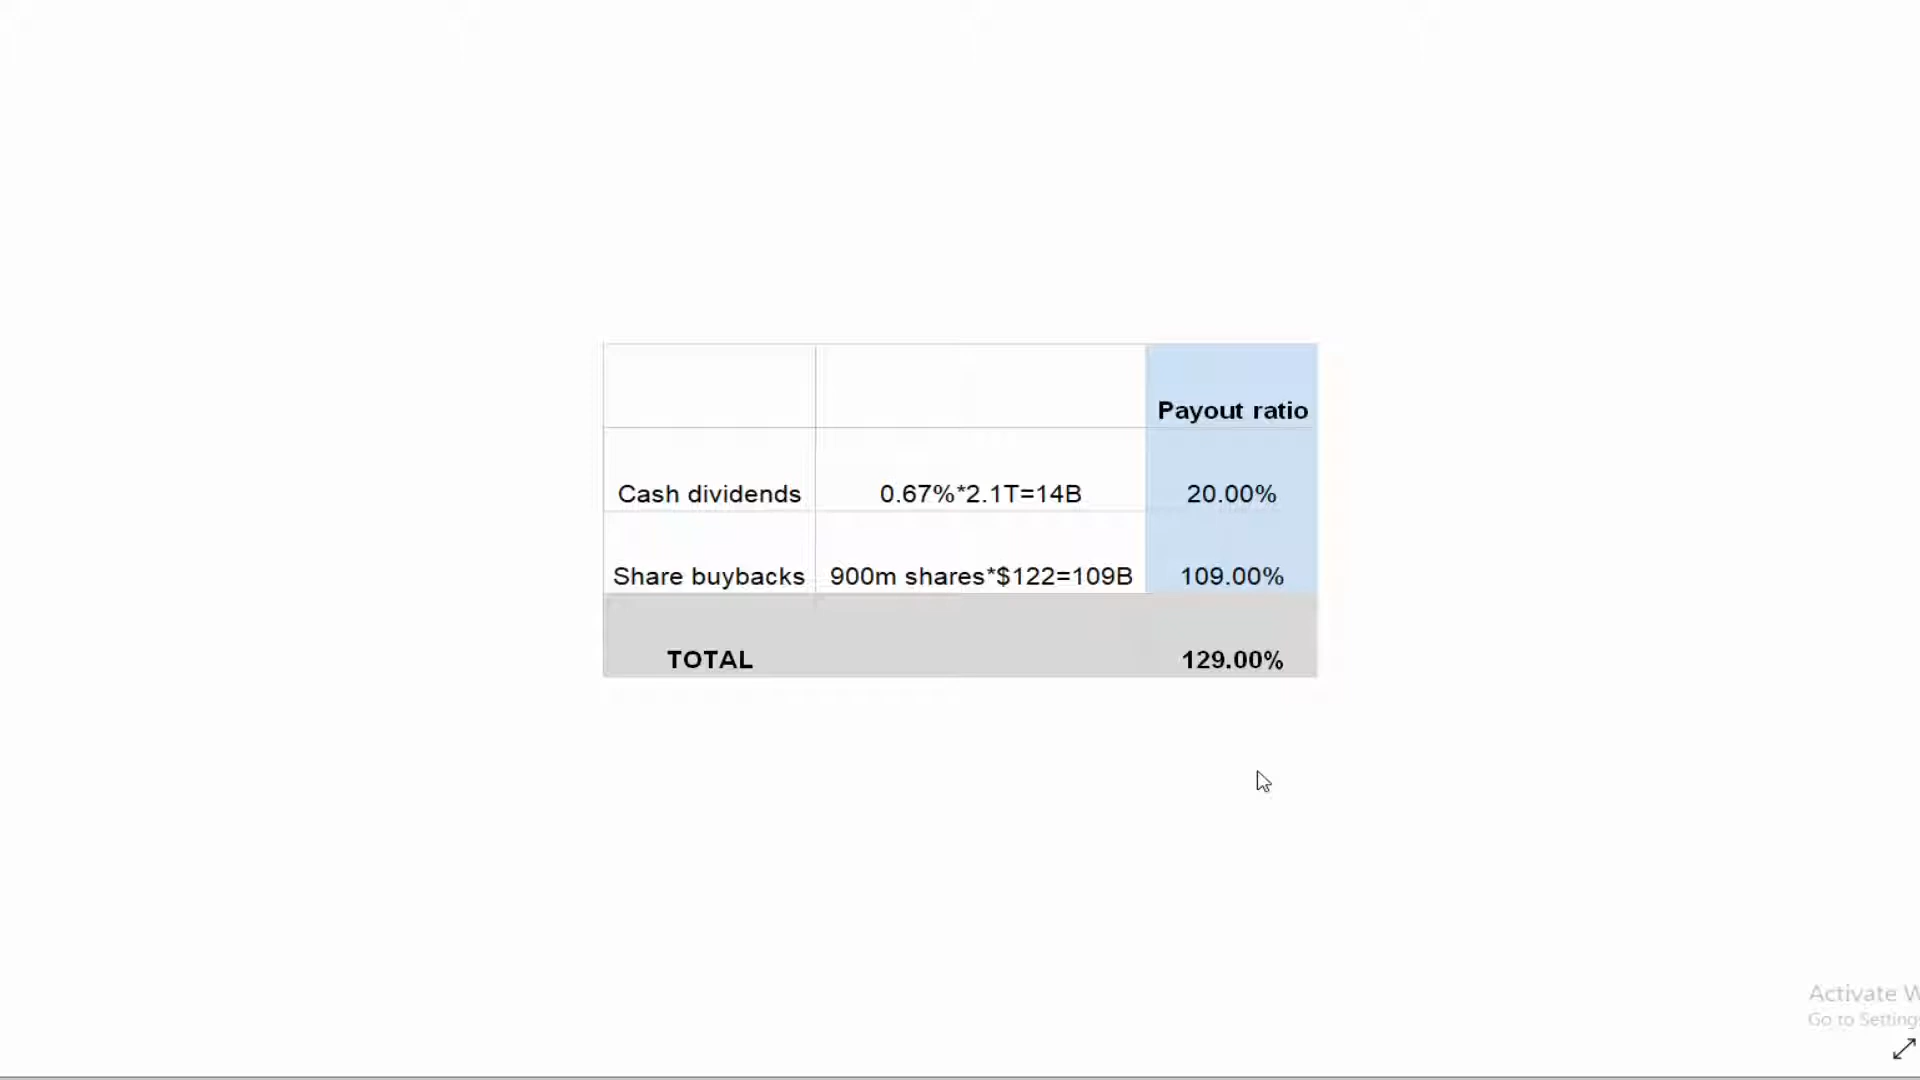 Payout ratio
Cash dividends 0.67%*2.1T=14B 20.00%
Share buybacks 900m shares*$122=109B 109.00%
TOTAL 129.00%
Activate W
Go to Settings